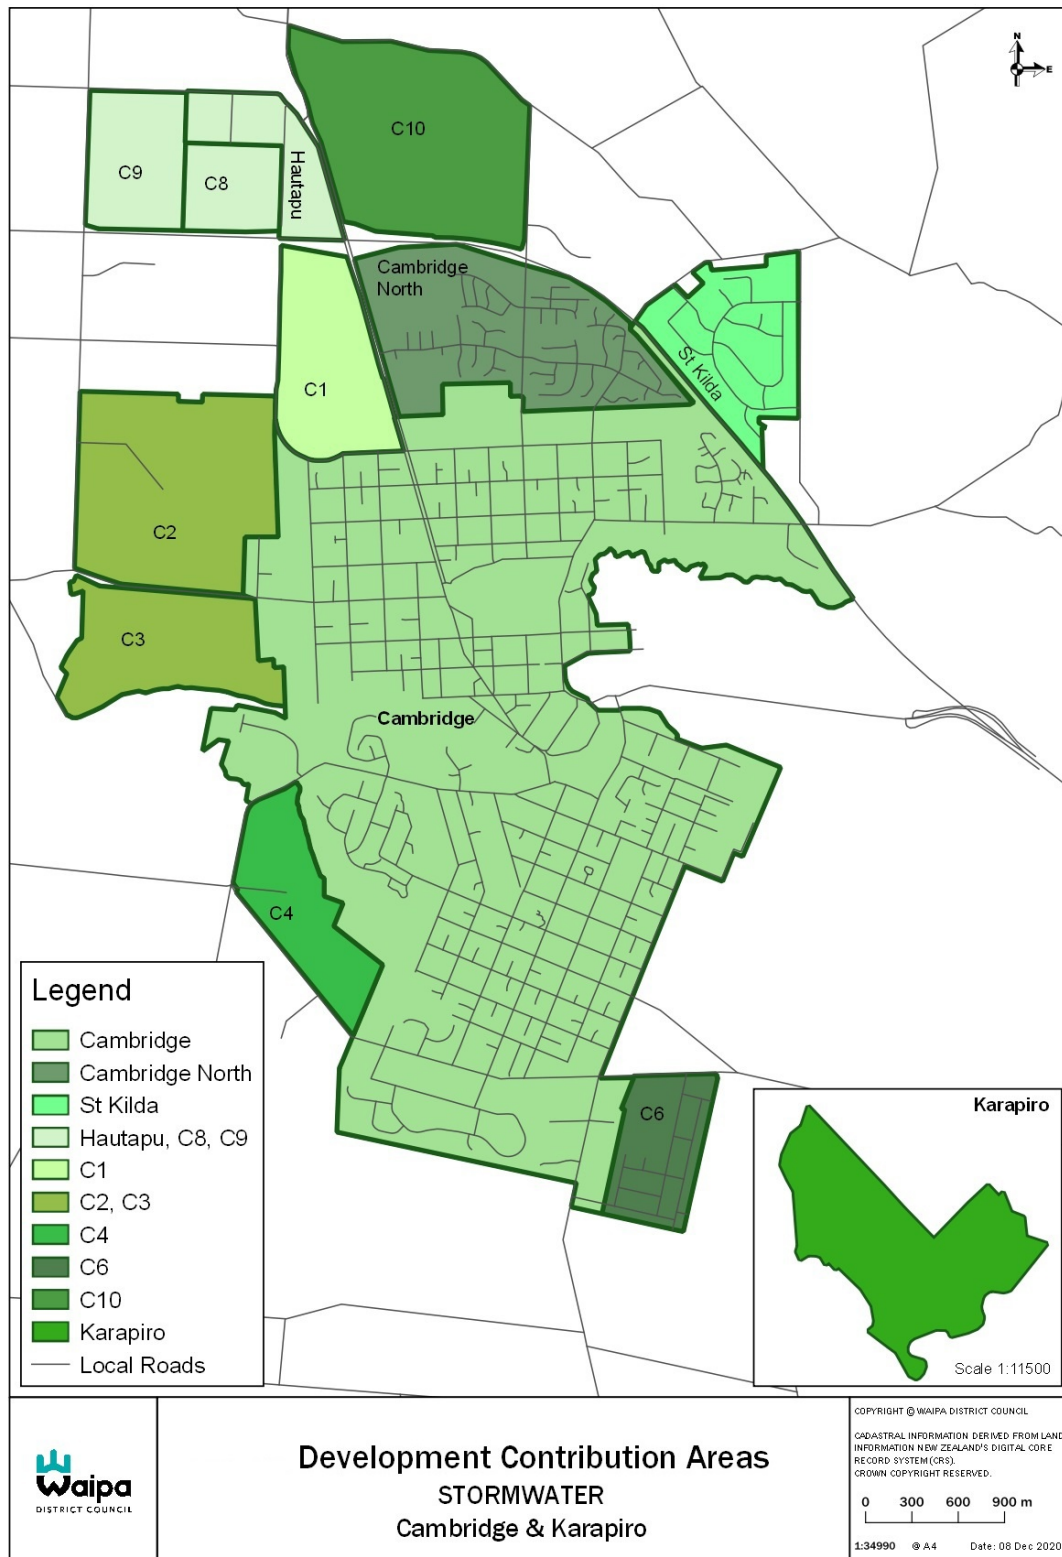 N
E
C10
C9
C8
Hautapu
Cambridge
North
St Kilda
C1
C2
C3
Cambridge
C4
C6
Legend
Cambridge
Cambridge North
St Kilda
Hautapu, C8, C9
C1
C2, C3
C4
C6
C10
Karapiro
Local Roads
Karapiro
Scale 1:11500
Waipa
DISTRICT COUNCIL
Development Contribution Areas
STORMWATER
Cambridge & Karapiro
COPYRIGHT © WAIPA DISTRICT COUNCIL
CADASTRAL INFORMATION DERIVED FROM LAND
INFORMATION NEW ZEALAND'S DIGITAL CORE
RECORD SYSTEM (CRS).
CROWN COPYRIGHT RESERVED.
0 300 600 900 m
1:34990 @ A4 Date: 08 Dec 2020